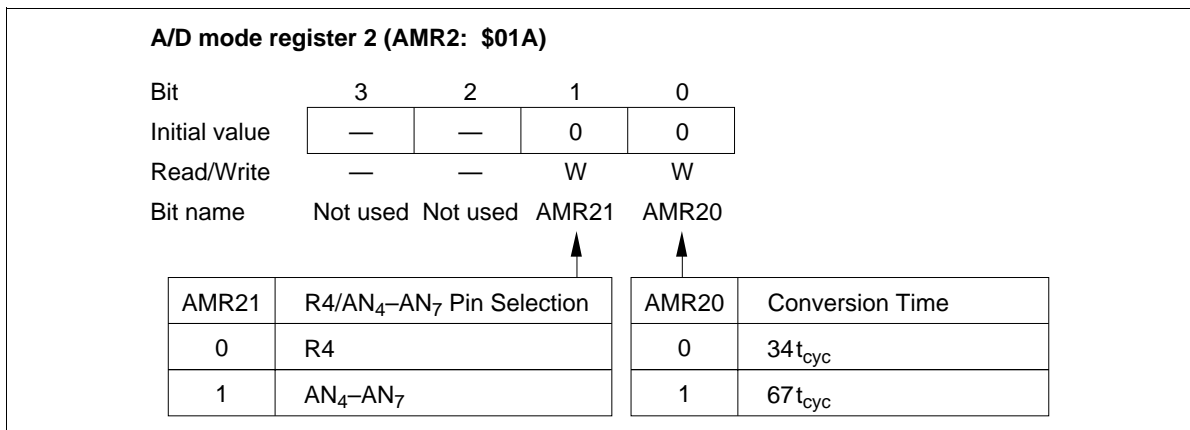 A/D mode register 2 (AMR2: $01A)
Bit 3 2 1 0
Initial value — — 0 0
Read/Write — — W W
Bit name Not used Not used AMR21 AMR20
AMR21 R4/AN4–AN7 Pin Selection AMR20 Conversion Time
0 R4 0 34tcyc
1 AN4–AN7 1 67tcyc